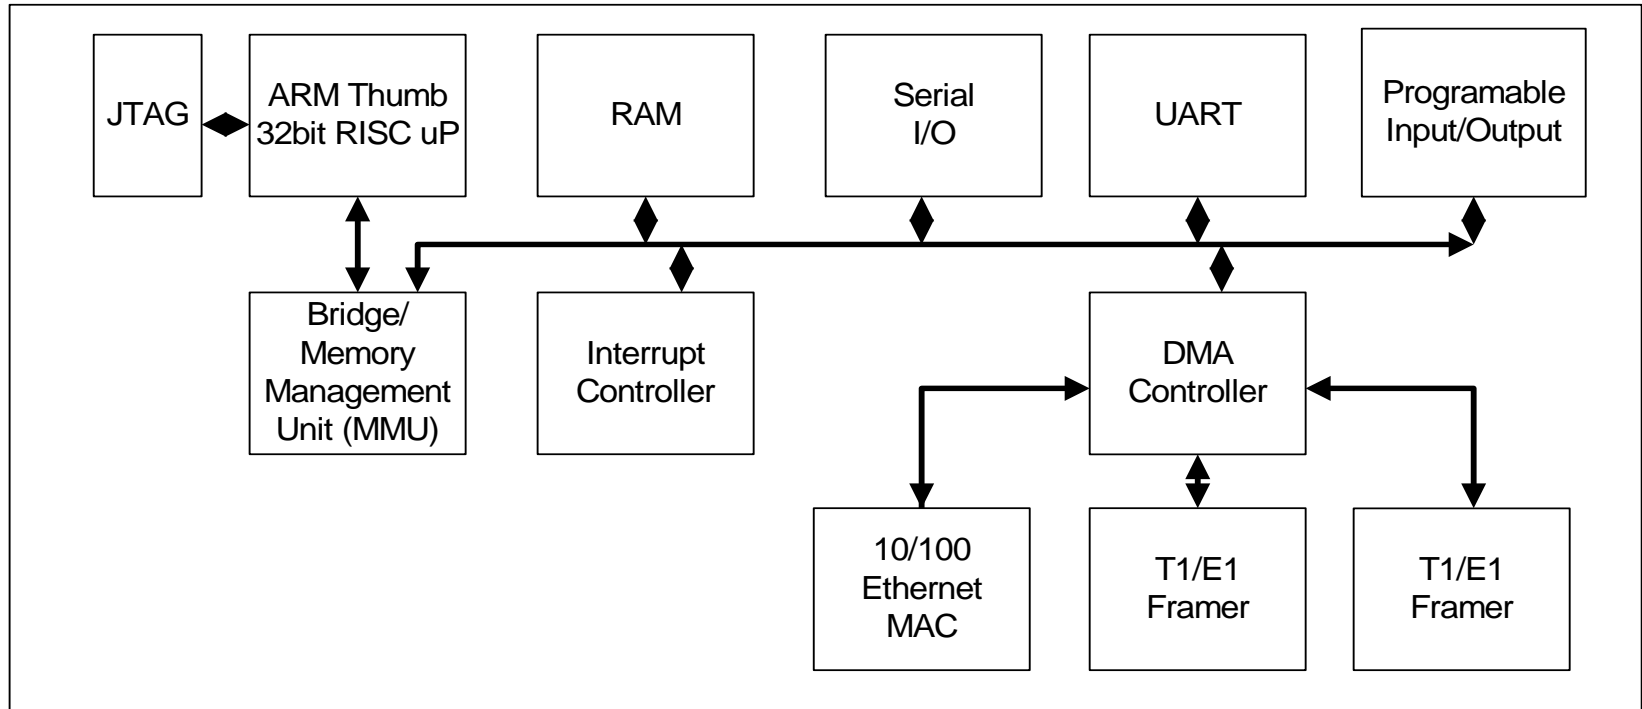 JTAG
ARM Thumb
32bit RISC uP
RAM
Serial
I/O
UART
Programable
Input/Output
Bridge/
Memory
Management
Unit (MMU)
Interrupt
Controller
DMA
Controller
10/100
Ethernet
MAC
T1/E1
Framer
T1/E1
Framer